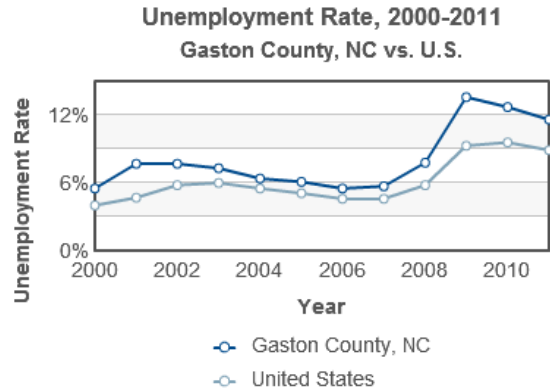 Unemployment Rate, 2000-2011
Gaston County, NC vs. U.S.
Unemployment Rate
12%
6%
0%
2000 2002 2004 2006 2008 2010
Year
Gaston County, NC
United States